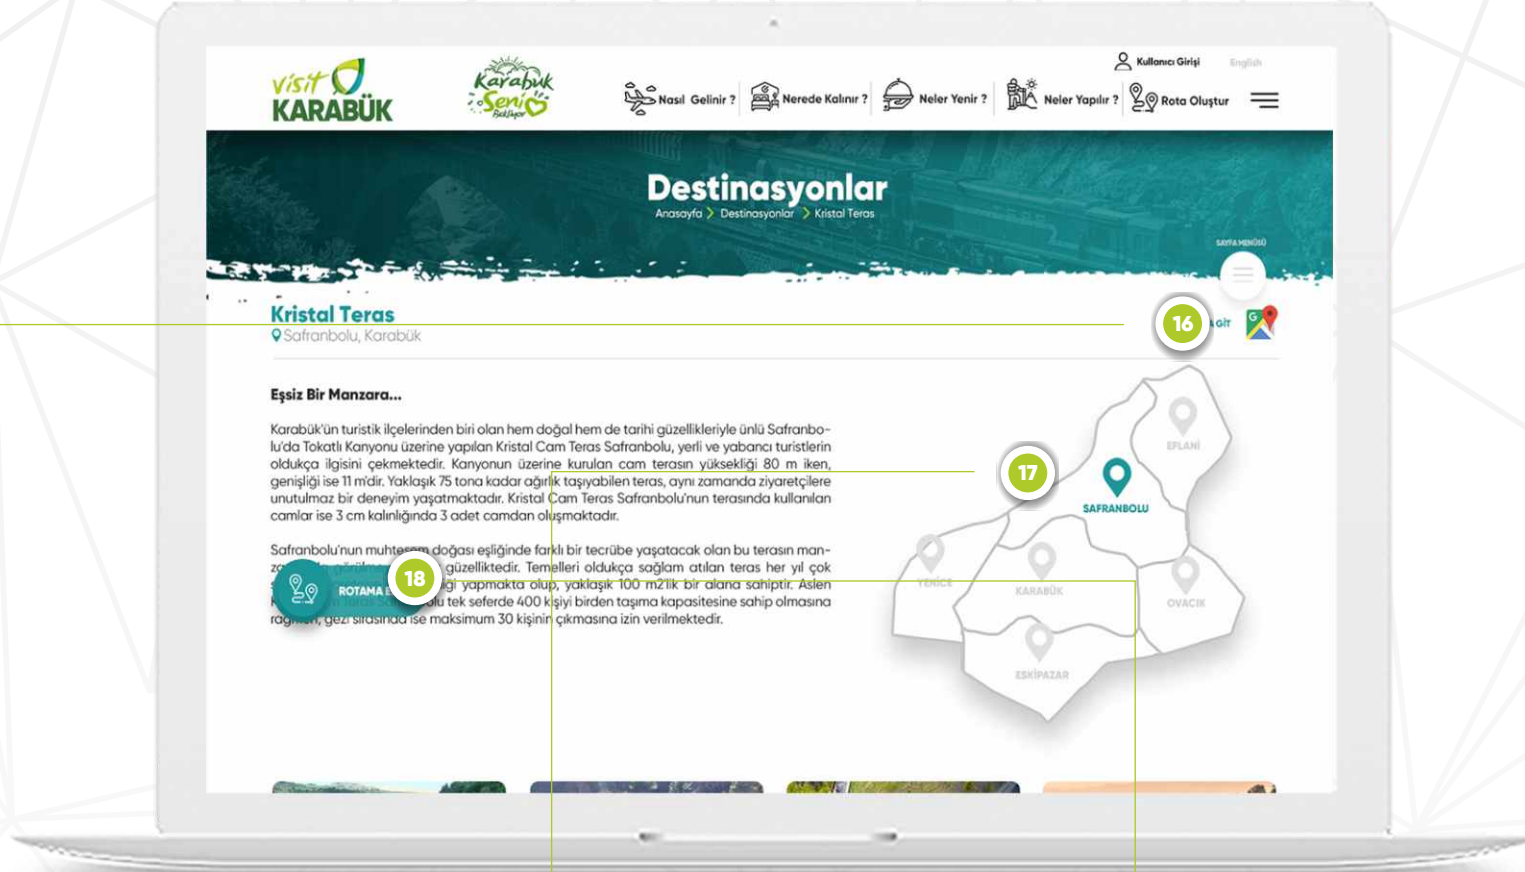 visit
KARABÜK
Karabük
Seni
Bekliyor
Kullanıcı Girişi
English
Nasıl Gelinir ?
Nerede Kalınır ?
Neler Yenir ?
Neler Yapılır ?
Rota Oluştur
Destinasyonlar
Anasayfa > Destinasyonlar > Kristal Teras
SAYFA MENÜSÜ
Kristal Teras
Safranbolu, Karabük
16
GİT
G
Eşsiz Bir Manzara...
Karabük'ün turistik ilçelerinden biri olan hem doğal hem de tarihi güzellikleriyle ünlü Safranbo-
lu'da Tokatlı Kanyonu üzerine yapılan Kristal Cam Teras Safranbolu, yerli ve yabancı turistlerin
oldukça ilgisini çekmektedir. Kanyonun üzerine kurulan cam terasın yüksekliği 80 m iken,
genişliği ise 11 m'dir. Yaklaşık 75 tona kadar ağırlık taşıyabilen teras, aynı zamanda ziyaretçilere
unutulmaz bir deneyim yaşatmaktadır. Kristal Cam Teras Safranbolu'nun terasında kullanılan
camlar ise 3 cm kalınlığında 3 adet camdan oluşmaktadır.
Safranbolu'nun muhteşem doğası eşliğinde farklı bir tecrübe yaşatacak olan bu terasın man-
güzelliktedir. Temelleri oldukça sağlam atılan teras her yıl çok
yapmakta olup, yaklaşık 100 m2'lik bir alana sahiptir. Aslen
tek seferde 400 kişiyi birden taşıma kapasitesine sahip olmasına
gezi sırasında ise maksimum 30 kişinin çıkmasına izin verilmektedir.
ROTAMA
18
17
EFLANİ
SAFRANBOLU
YENİCE
KARABÜK
OVACIK
ESKİPAZAR